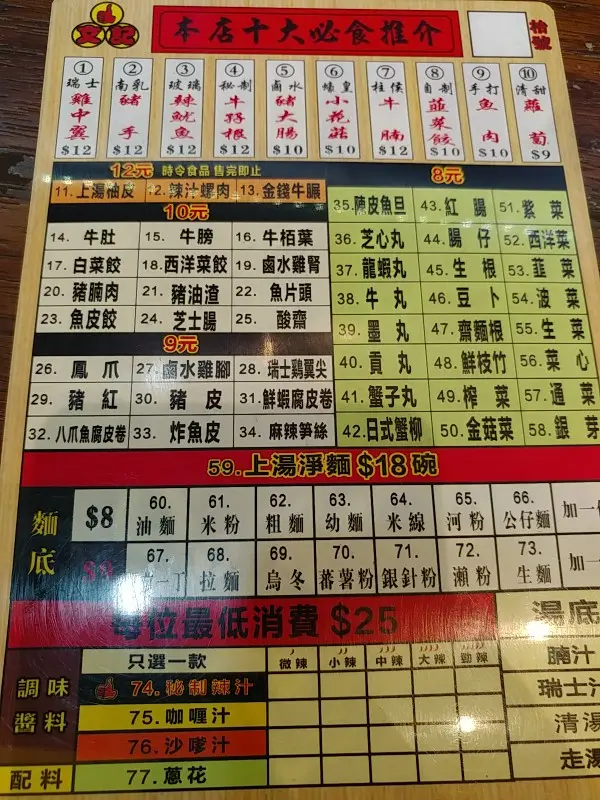 文記
本店十大必食推介
枱號
① 瑞士雞中翼 $12
② 南乳豬手 $12
③ 玻璃辣魷魚 $12
④ 秘制牛孖根 $12
⑤ 鹵水豬大腸 $10
⑥ 蠔皇小花菇 $10
⑦ 柱侯牛腩 $12
⑧ 自制韮菜餃 $10
⑨ 手打魚肉 $10
⑩ 清甜蘿蔔 $9
12元 時令食品 售完即止
11. 上湯柚皮 12. 辣汁螺肉 13. 金錢牛𦟌
10元
14. 牛肚 15. 牛膀 16. 牛栢葉
17. 白菜餃 18. 西洋菜餃 19. 鹵水雞腎
20. 豬腩肉 21. 豬油渣 22. 魚片頭
23. 魚皮餃 24. 芝士腸 25. 酸齋
9元
26. 鳳爪 27. 鹵水雞腳 28. 瑞士鷄翼尖
29. 豬紅 30. 豬皮 31. 鮮蝦腐皮卷
32. 八爪魚腐皮卷 33. 炸魚皮 34. 麻辣笋絲
8元
35. 陳皮魚旦 43. 紅腸 51. 紫菜
36. 芝心丸 44. 腸仔 52. 西洋菜
37. 龍蝦丸 45. 生根 53. 韮菜
38. 牛丸 46. 豆卜 54. 波菜
39. 墨丸 47. 齋麵根 55. 生菜
40. 貢丸 48. 鮮枝竹 56. 菜心
41. 蟹子丸 49. 榨菜 57. 通菜
42. 日式蟹柳 50. 金菇菜 58. 銀芽
59. 上湯淨麵 $18碗
麵底
$8 60. 油麵 61. 米粉 62. 粗麵 63. 幼麵 64. 米線 65. 河粉 66. 公仔麵 加一
$9 67. 一丁 68. 拉麵 69. 烏冬 70. 蕃薯粉 71. 銀針粉 72. 瀨粉 73. 生麵 加一
每位最低消費 $25
湯底
只選一款 微辣 小辣 中辣 大辣 勁辣
腩汁
調味醬料
74. 秘制辣汁
瑞士汁
75. 咖喱汁
清湯
76. 沙嗲汁
走湯
配料 77. 蔥花